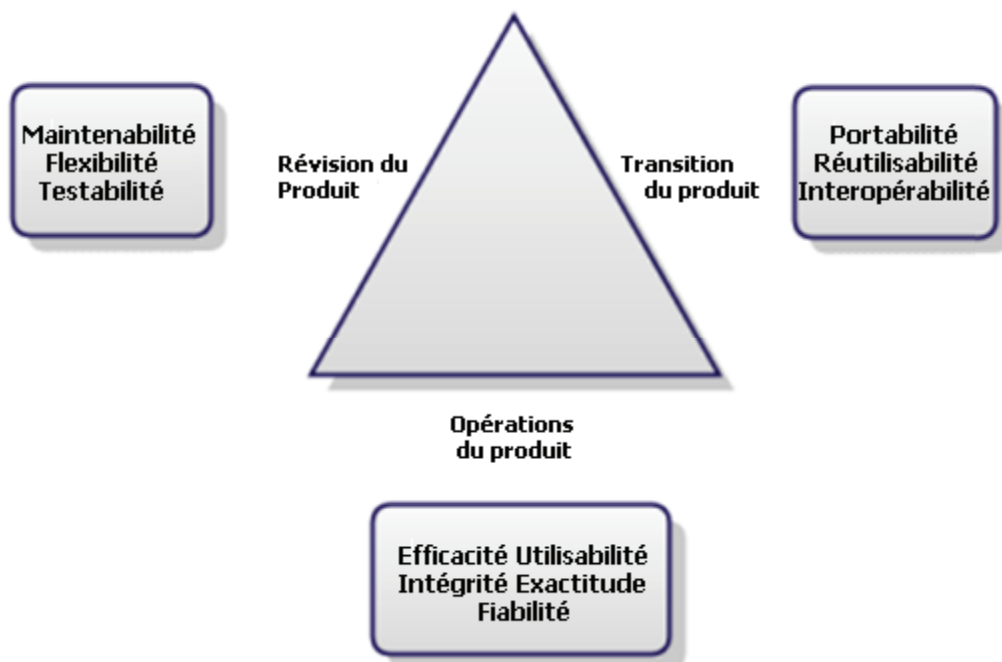 Maintenabilité
Flexibilité
Testabilité
Révision du
Produit
Transition
du produit
Portabilité
Réutilisabilité
Interopérabilité
Opérations
du produit
Efficacité Utilisabilité
Intégrité Exactitude
Fiabilité